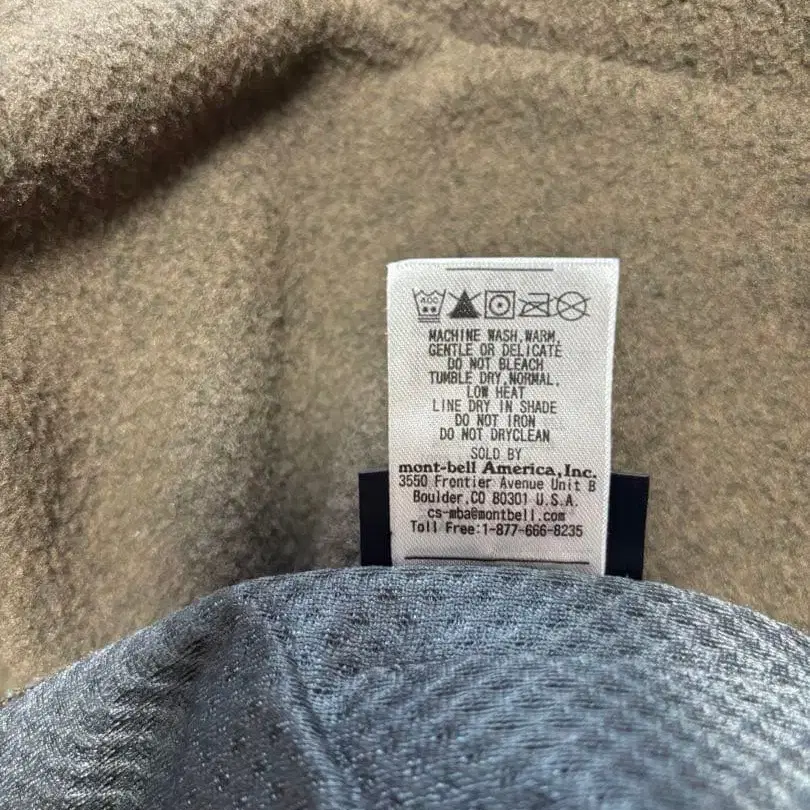 40C
MACHINE WASH,WARM,
GENTLE OR DELICATE
DO NOT BLEACH
TUMBLE DRY,NORMAL,
LOW HEAT
LINE DRY IN SHADE
DO NOT IRON
DO NOT DRYCLEAN
SOLD BY
mont-bell America,Inc.
3550 Frontier Avenue Unit B
Boulder,CO 80301 U.S.A.
cs-mba@montbell.com
Toll Free:1-877-666-8235